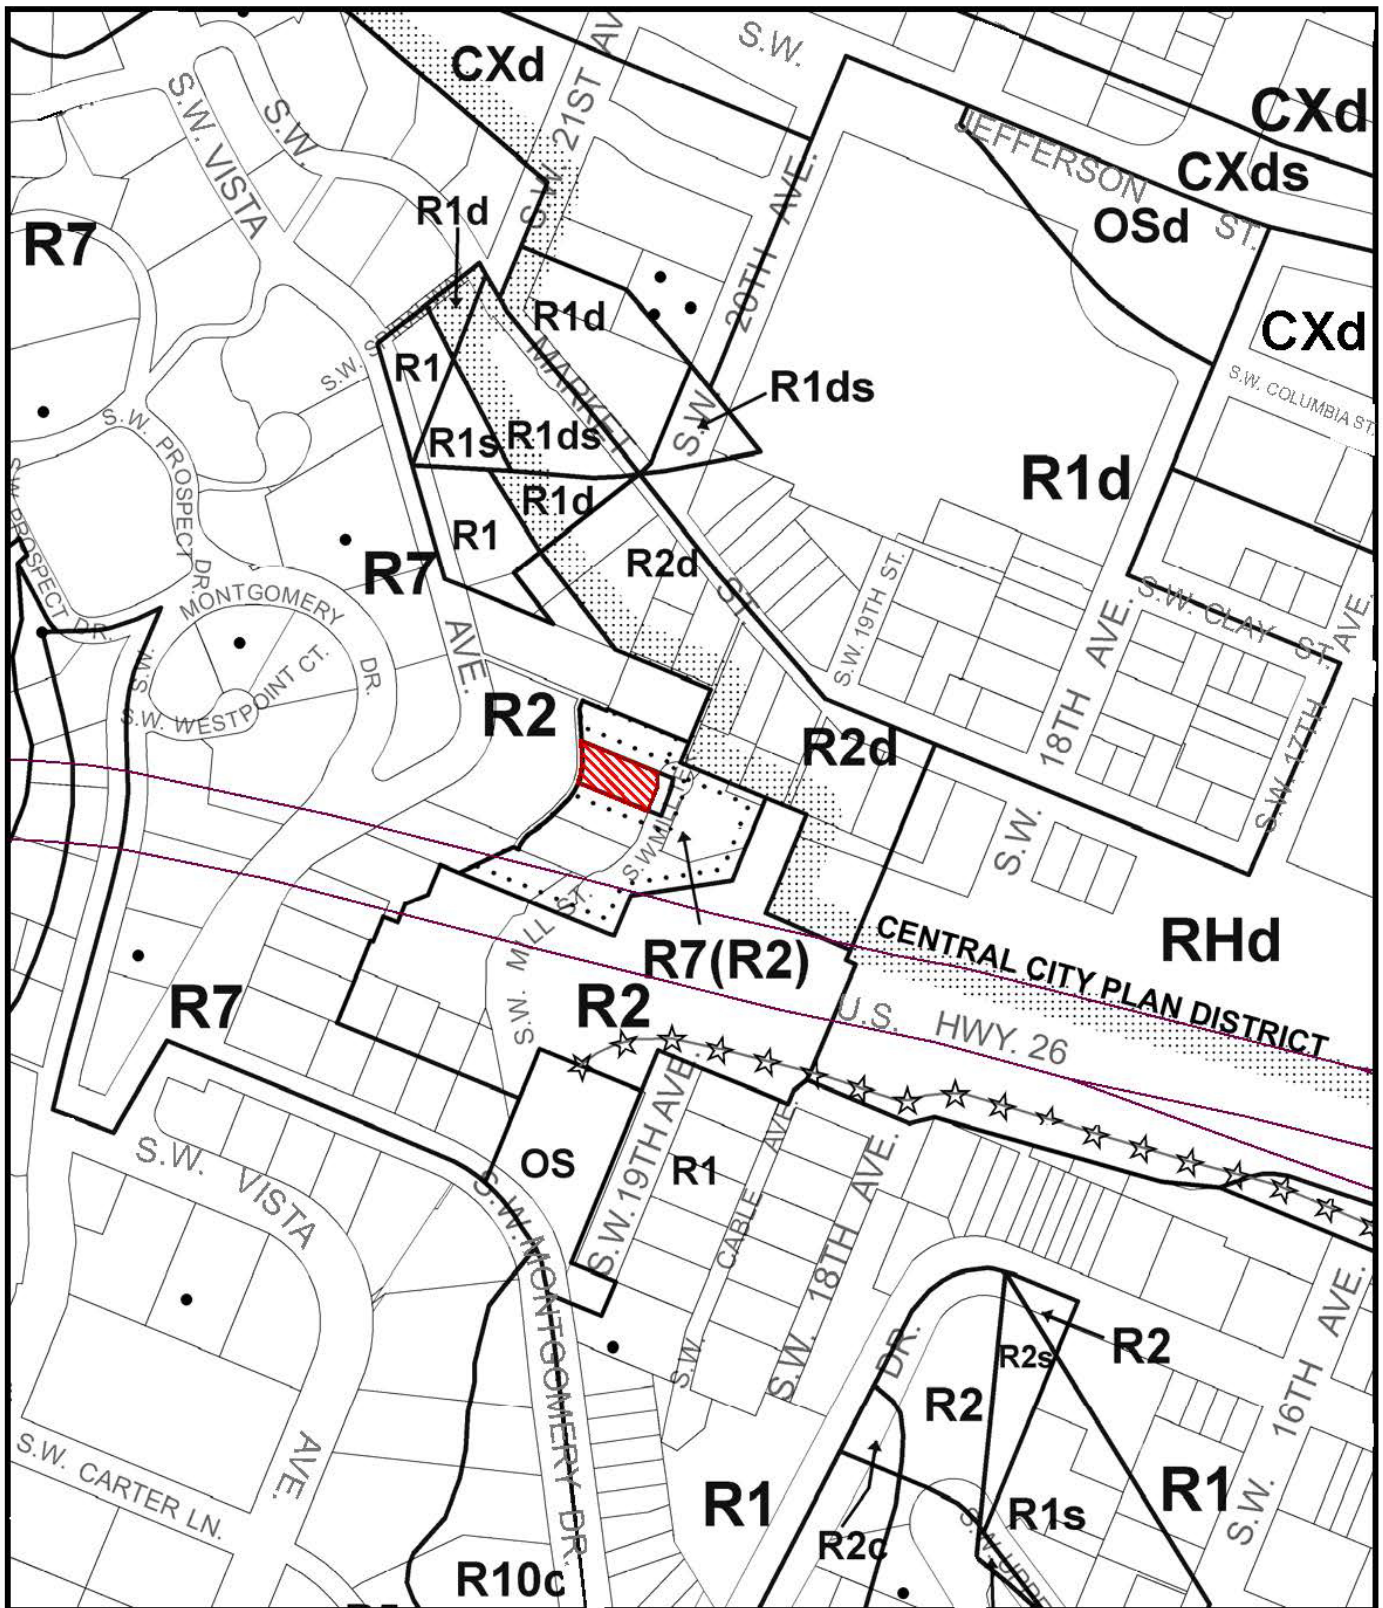 CXd
S.W. 21ST AV
S.W.
CXd
S.W. VISTA
S.W.
JEFFERSON ST.
CXds
OSd
R1d
R7
S.W. 20TH AVE.
R1d
CXd
R1
S.W.
MARKET ST.
R1ds
S.W. COLUMBIA ST.
S.W. PROSPECT DR.
R1s
R1ds
S.W. PROSPECT DR.
R1d
R1d
R1
R7
R2d
S.W. 19TH ST.
S.W. CLAY ST.
MONTGOMERY DR.
S.W.
AVE.
18TH AVE.
AVE.
S.W. WESTPOINT CT.
R2
R2d
S.W. 17TH
S.W.
S.W. MILL
S.W. MILL ST.
R7(R2)
CENTRAL CITY PLAN DISTRICT
RHd
R7
R2
U.S. HWY. 26
S.W. VISTA AVE.
OS
S.W. 19TH AVE.
R1
S.W. CABLE AVE.
S.W. 18TH AVE.
S.W. MONTGOMERY DR.
S.W. 16TH AVE.
DR.
R2s
R2
R2
S.W. CARTER LN.
R1
R1
R1s
R2c
R10c